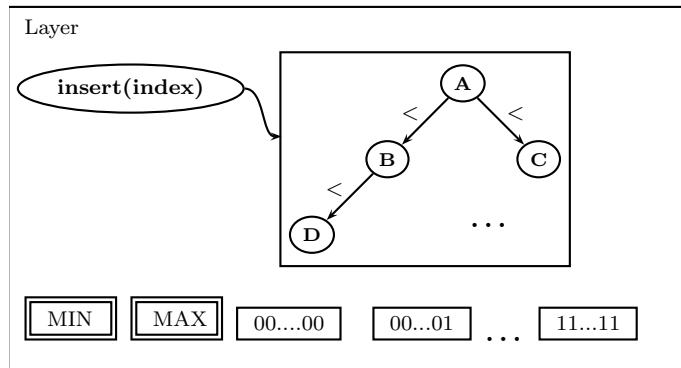 Layer
insert(index)
A
<
<
B
C
<
D
...
MIN
MAX
00....00
00...01
...
11...11